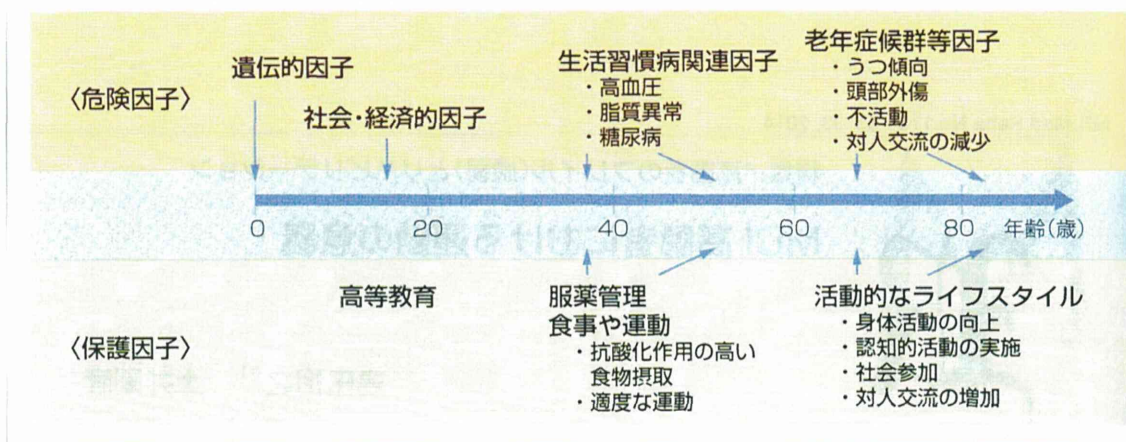 〈危険因子〉
遺伝的因子
社会・経済的因子
生活習慣病関連因子
・高血圧
・脂質異常
・糖尿病
老年症候群等因子
・うつ傾向
・頭部外傷
・不活動
・対人交流の減少
0 20 40 60 80 年齢(歳)
〈保護因子〉
高等教育
服薬管理
食事や運動
・抗酸化作用の高い
食物摂取
・適度な運動
活動的なライフスタイル
・身体活動の向上
・認知的活動の実施
・社会参加
・対人交流の増加